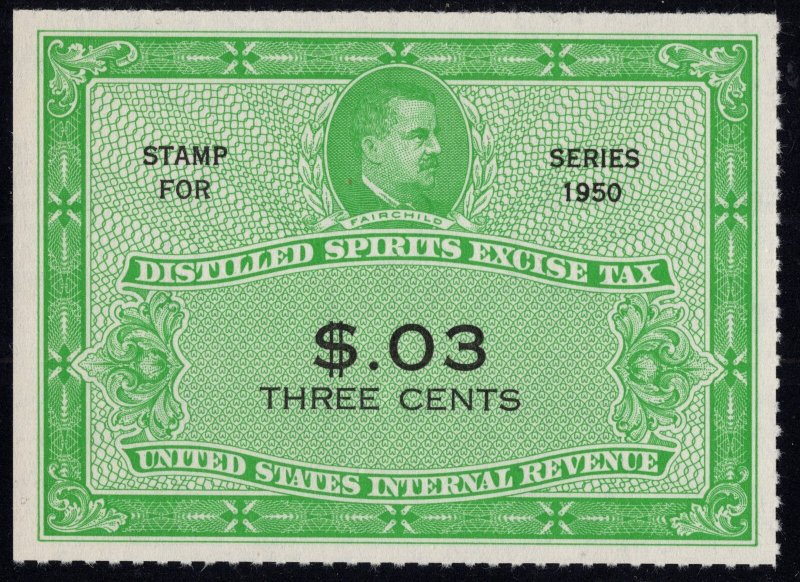 STAMP
FOR
SERIES
1950
FAIRCHILD
DISTILLED SPIRITS EXCISE TAX
$.03
THREE CENTS
UNITED STATES INTERNAL REVENUE